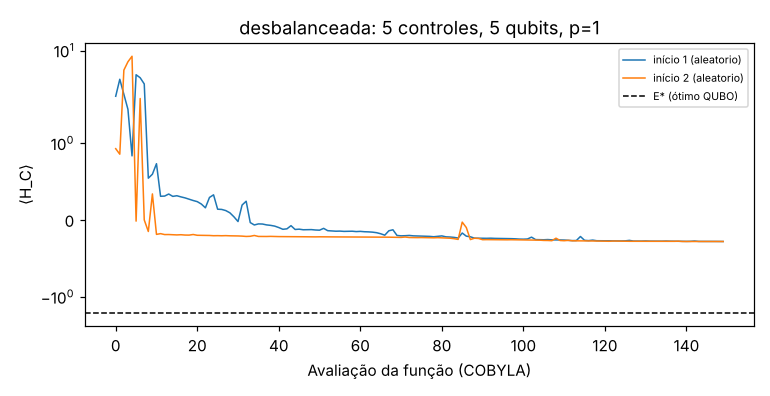 desbalanceada: 5 controles, 5 qubits, p=1
⟨H_C⟩
10¹
10⁰
0
−10⁰
início 1 (aleatorio)
início 2 (aleatorio)
E* (ótimo QUBO)
0 20 40 60 80 100 120 140
Avaliação da função (COBYLA)